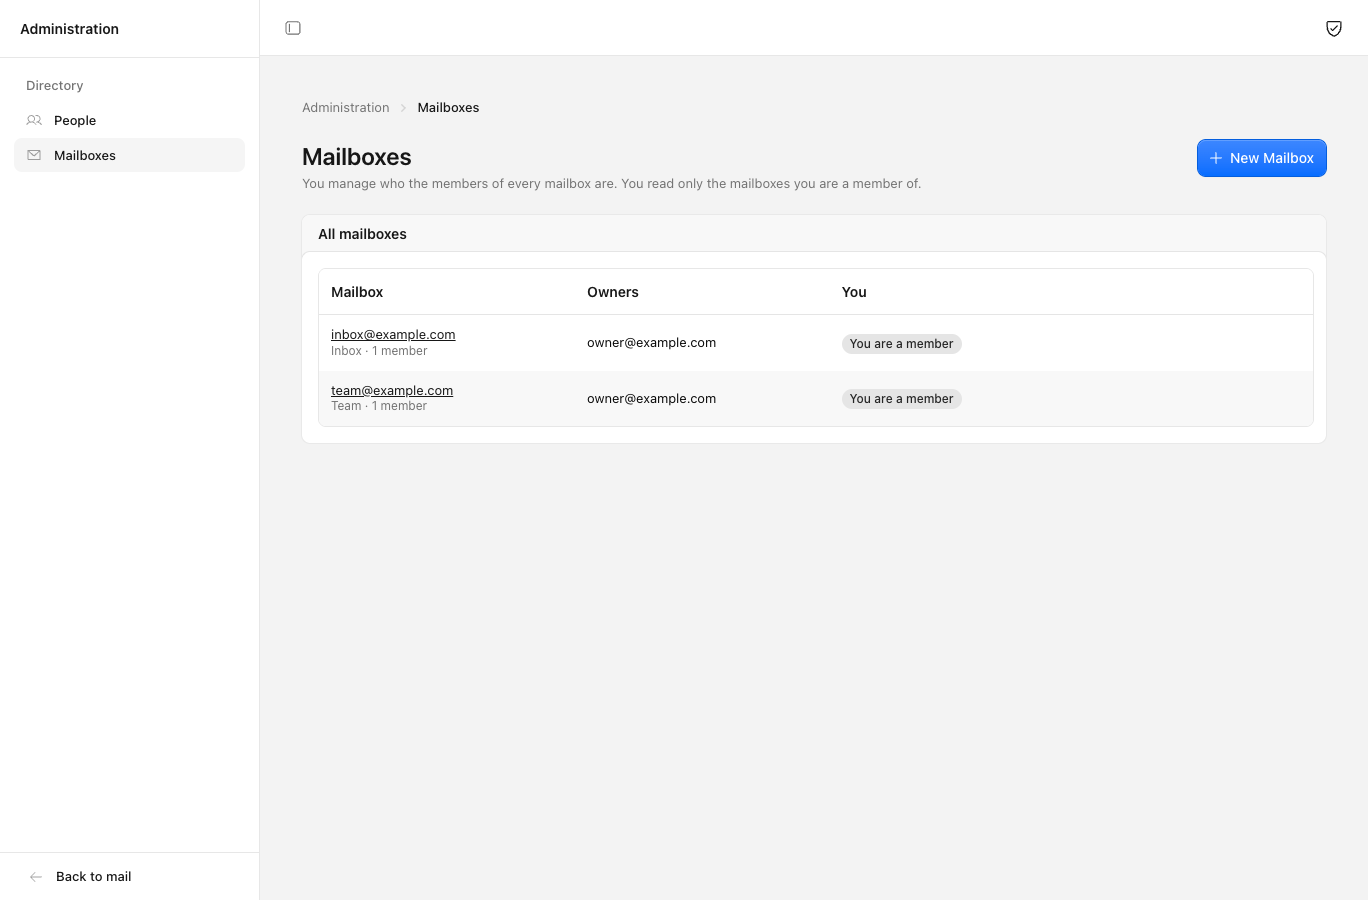 Administration
Directory
People
Mailboxes
Back to mail
Administration > Mailboxes
Mailboxes
You manage who the members of every mailbox are. You read only the mailboxes you are a member of.
New Mailbox
All mailboxes
Mailbox Owners You
inbox@example.com
Inbox · 1 member
owner@example.com
You are a member
team@example.com
Team · 1 member
owner@example.com
You are a member